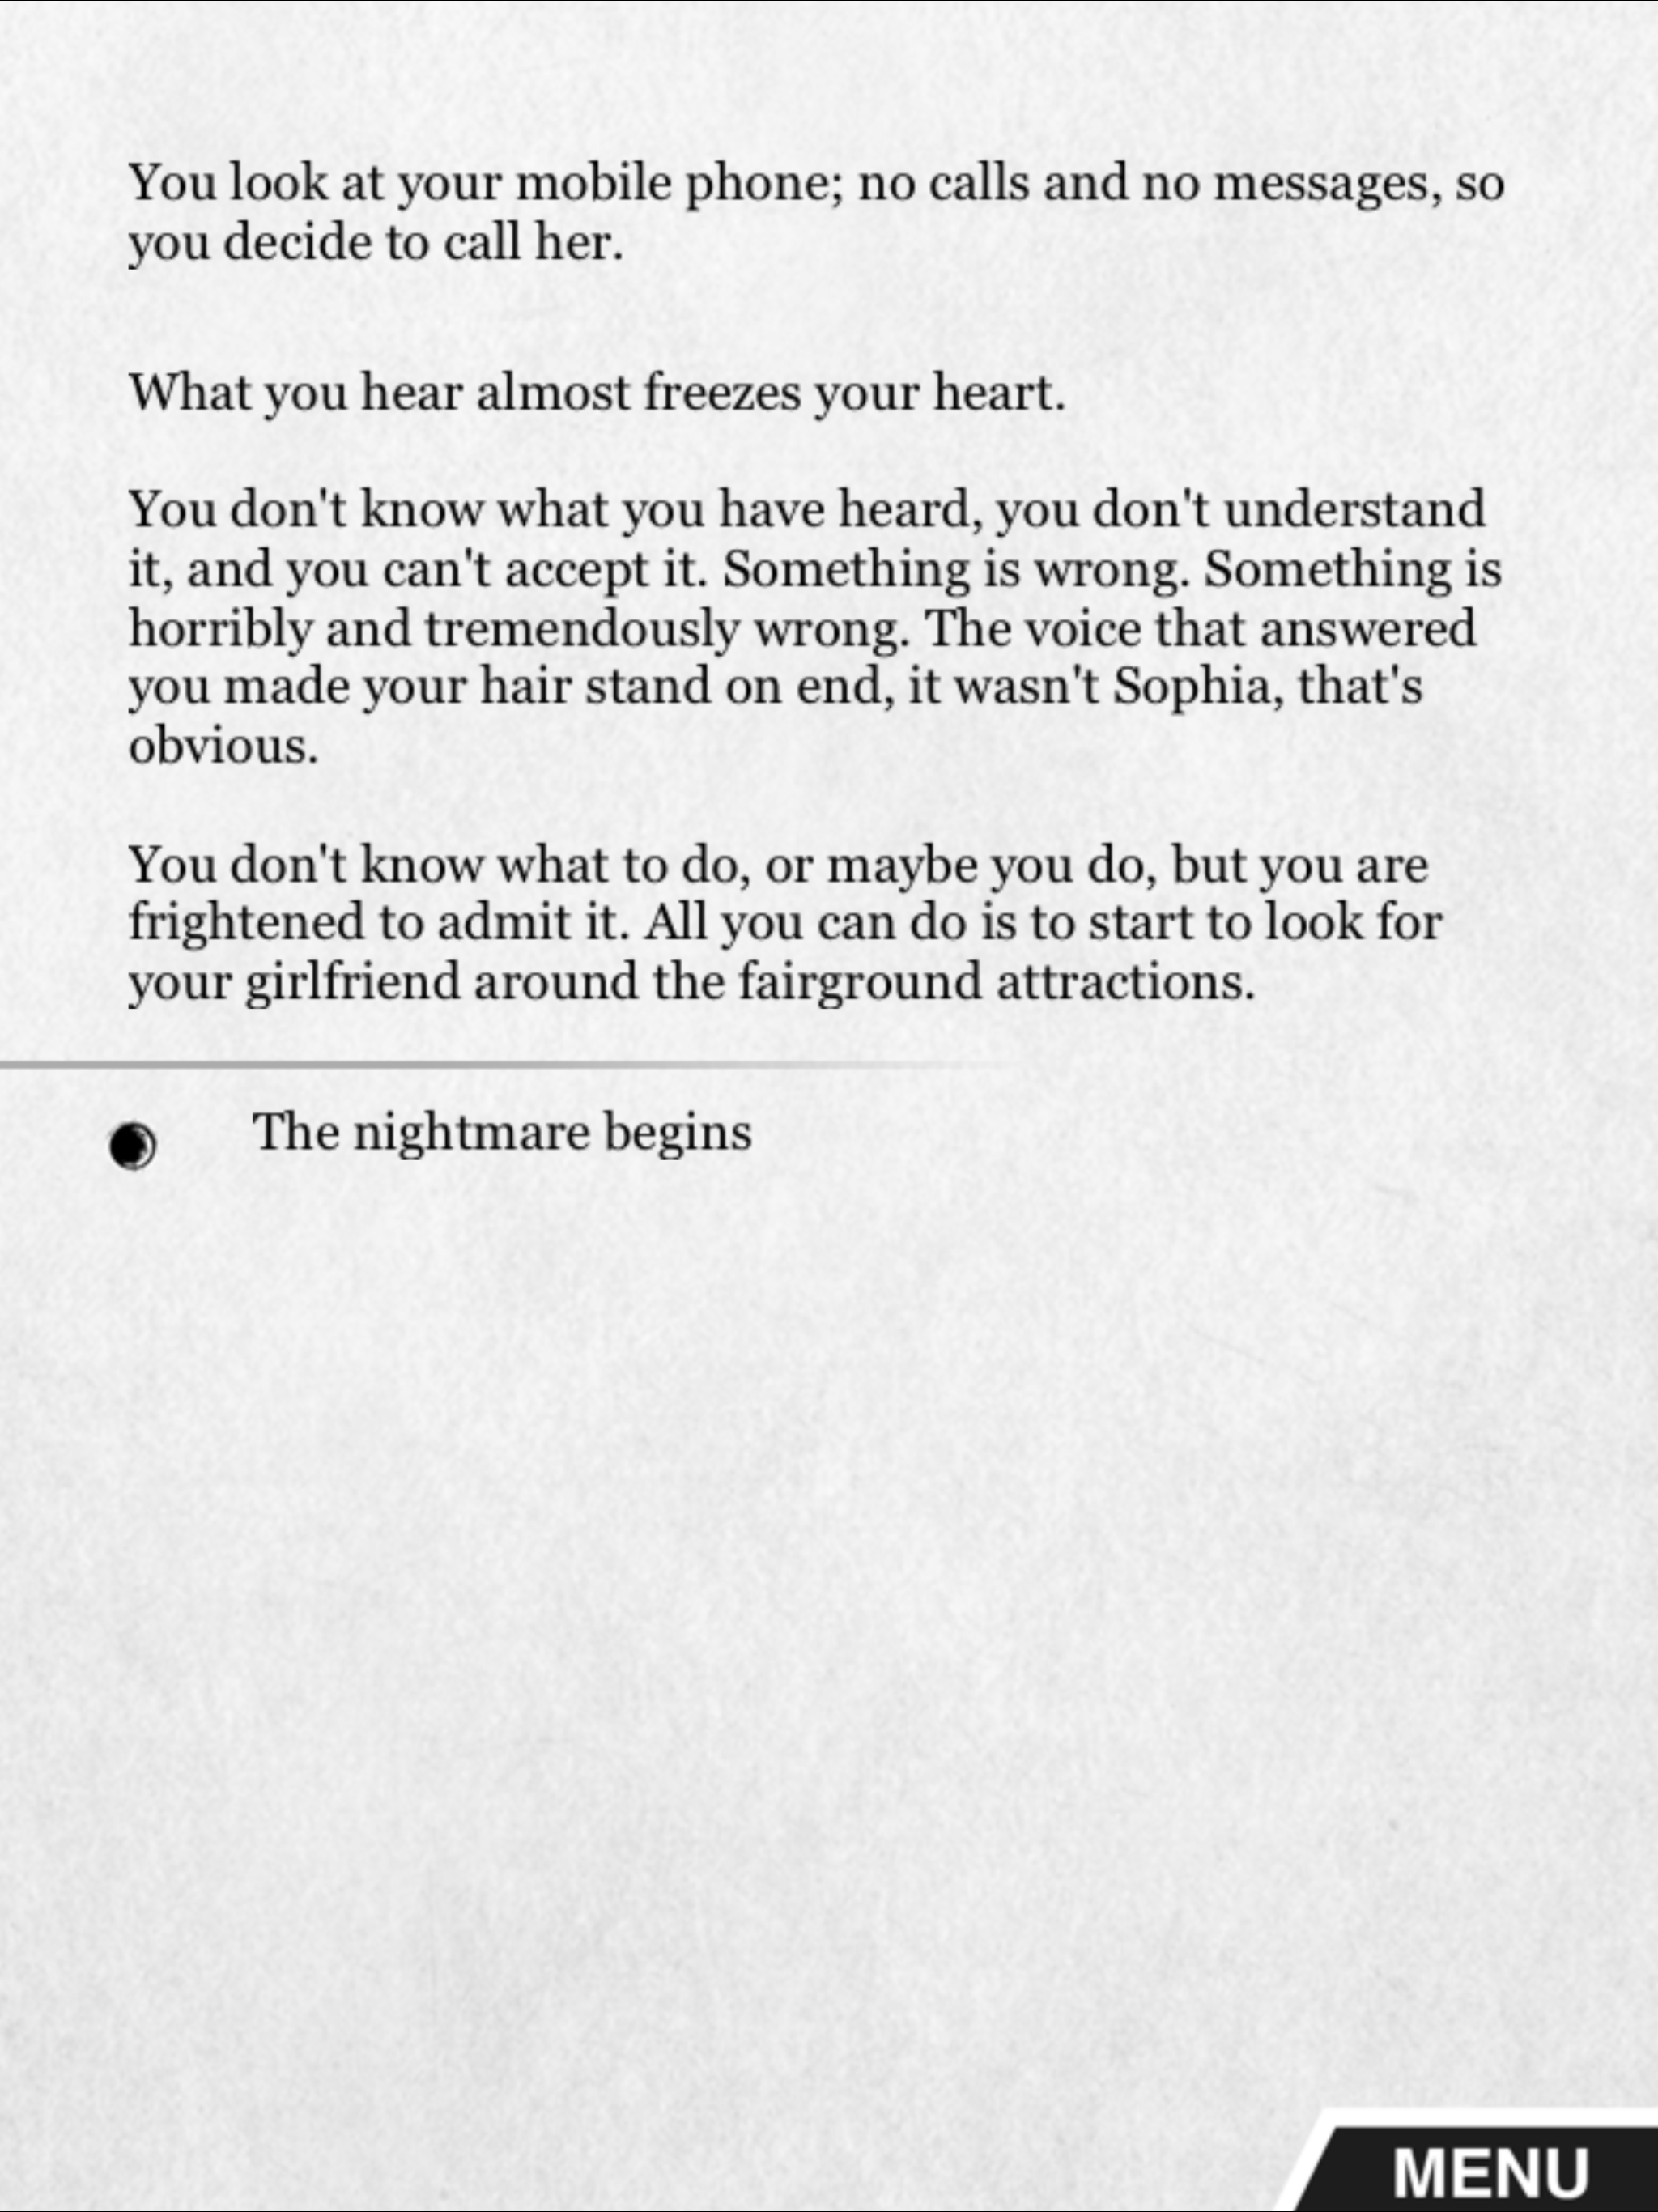 You look at your mobile phone; no calls and no messages, so
you decide to call her.
What you hear almost freezes your heart.
You don't know what you have heard, you don't understand
it, and you can't accept it. Something is wrong. Something is
horribly and tremendously wrong. The voice that answered
you made your hair stand on end, it wasn't Sophia, that's
obvious.
You don't know what to do, or maybe you do, but you are
frightened to admit it. All you can do is to start to look for
your girlfriend around the fairground attractions.
The nightmare begins
MENU